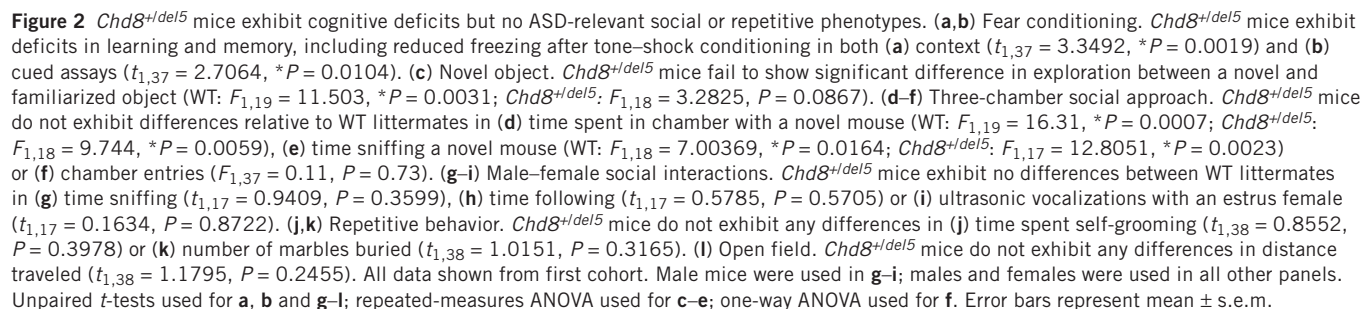 Figure 2 Chd8+/del5 mice exhibit cognitive deficits but no ASD-relevant social or repetitive phenotypes. (a,b) Fear conditioning. Chd8+/del5 mice exhibit
deficits in learning and memory, including reduced freezing after tone–shock conditioning in both (a) context (t1,37 = 3.3492, *P = 0.0019) and (b)
cued assays (t1,37 = 2.7064, *P = 0.0104). (c) Novel object. Chd8+/del5 mice fail to show significant difference in exploration between a novel and
familiarized object (WT: F1,19 = 11.503, *P = 0.0031; Chd8+/del5: F1,18 = 3.2825, P = 0.0867). (d–f) Three-chamber social approach. Chd8+/del5 mice
do not exhibit differences relative to WT littermates in (d) time spent in chamber with a novel mouse (WT: F1,19 = 16.31, *P = 0.0007; Chd8+/del5:
F1,18 = 9.744, *P = 0.0059), (e) time sniffing a novel mouse (WT: F1,18 = 7.00369, *P = 0.0164; Chd8+/del5: F1,17 = 12.8051, *P = 0.0023)
or (f) chamber entries (F1,37 = 0.11, P = 0.73). (g–i) Male–female social interactions. Chd8+/del5 mice exhibit no differences between WT littermates
in (g) time sniffing (t1,17 = 0.9409, P = 0.3599), (h) time following (t1,17 = 0.5785, P = 0.5705) or (i) ultrasonic vocalizations with an estrus female
(t1,17 = 0.1634, P = 0.8722). (j,k) Repetitive behavior. Chd8+/del5 mice do not exhibit any differences in (j) time spent self-grooming (t1,38 = 0.8552,
P = 0.3978) or (k) number of marbles buried (t1,38 = 1.0151, P = 0.3165). (l) Open field. Chd8+/del5 mice do not exhibit any differences in distance
traveled (t1,38 = 1.1795, P = 0.2455). All data shown from first cohort. Male mice were used in g–i; males and females were used in all other panels.
Unpaired t-tests used for a, b and g–l; repeated-measures ANOVA used for c–e; one-way ANOVA used for f. Error bars represent mean ± s.e.m.